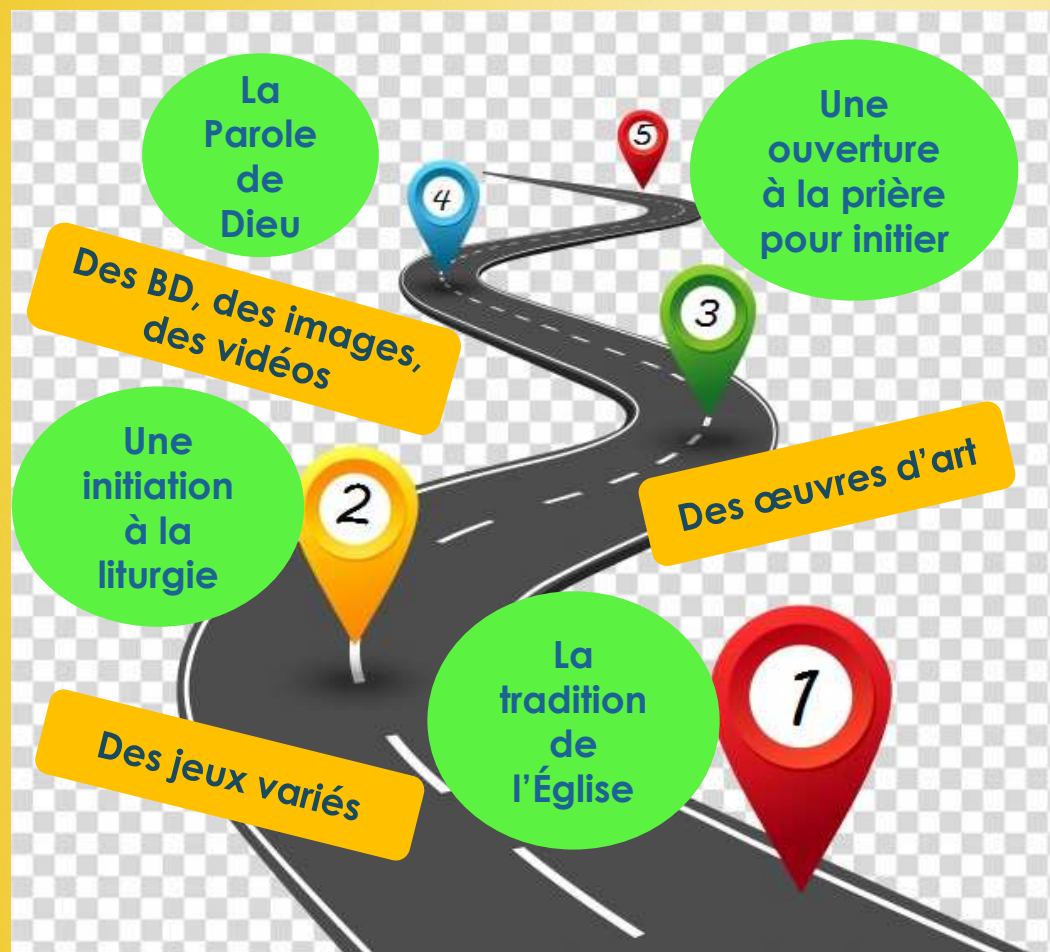 La
Parole
de
Dieu
5
Une
ouverture
à la prière
pour initier
4
Des BD, des images,
des vidéos
3
Une
initiation
à la
liturgie
2
Des œuvres d’art
La
tradition
de
l’Église
1
Des jeux variés